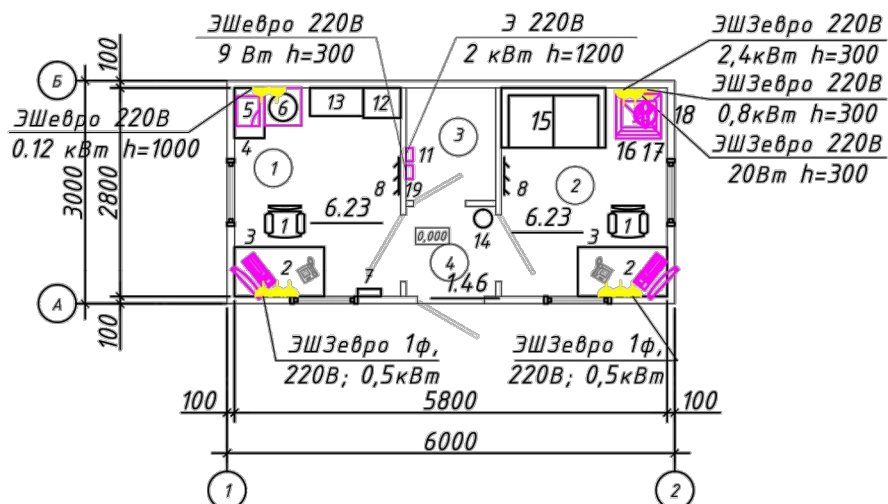 ЭШевро 220В
9 Вт h=300
Э 220В
2 кВт h=1200
ЭШЗевро 220В
2,4кВт h=300
ЭШЗевро 220В
0,8кВт h=300
ЭШЗевро 220В
20Вт h=300
ЭШевро 220В
0.12 кВт h=1000
100
Б
3000
2800
А
100
5
6
13
12
4
1
3
11
8
19
15
18
16 17
8
2
6.23
6.23
1
3
2
7
0,000
14
4
1.46
1
3
2
ЭШЗевро 1ф,
220В; 0,5кВт
ЭШЗевро 1ф,
220В; 0,5кВт
100
5800
100
6000
1
2